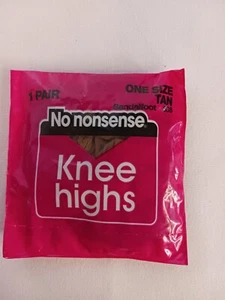 1 PAIR
ONE SIZE
TAN
No nonsense®
Knee
highs